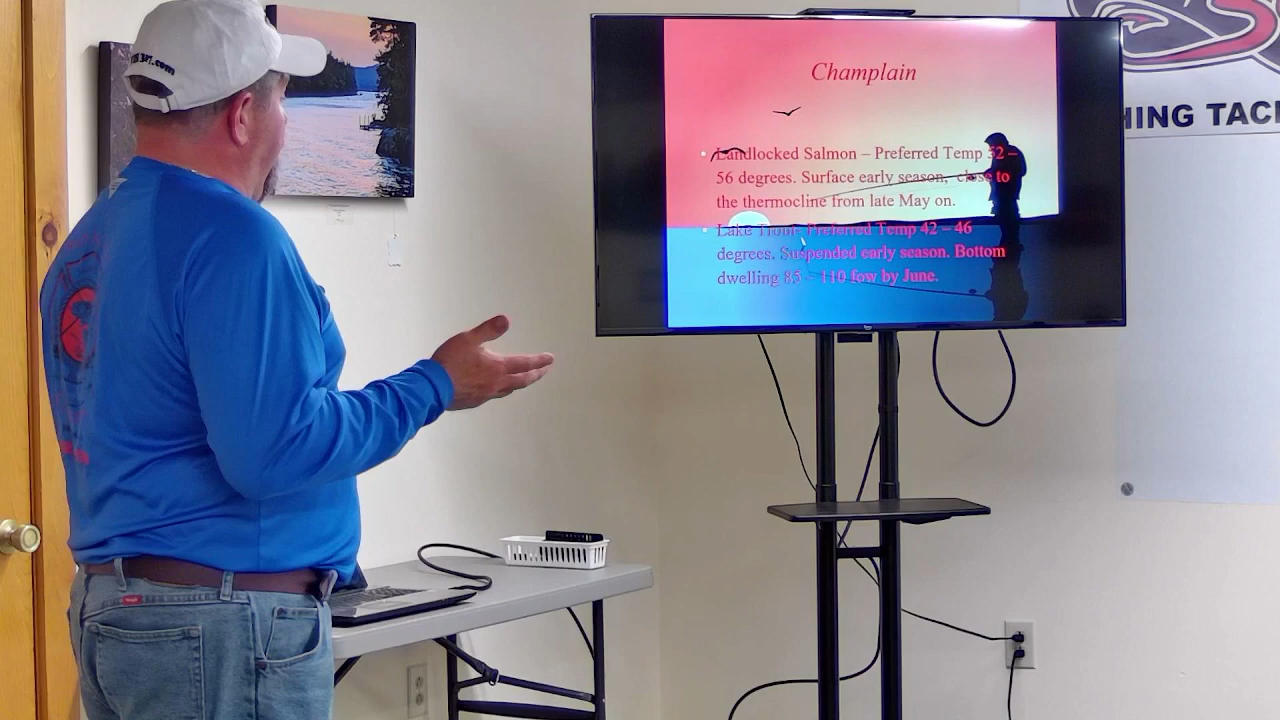 Champlain
• Landlocked Salmon – Preferred Temp 52 –
56 degrees. Surface early season, close to
the thermocline from late May on.
• Lake Trout- Preferred Temp 42 – 46
degrees. Suspended early season. Bottom
dwelling 85 – 110 fow by June.
HING TAC